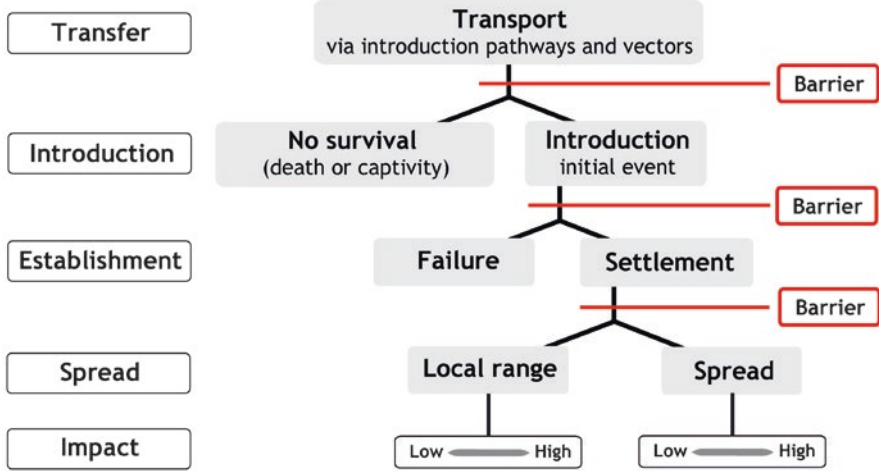 Transfer
Transport
via introduction pathways and vectors
Barrier
Introduction
No survival
(death or captivity)
Introduction
initial event
Barrier
Establishment
Failure
Settlement
Barrier
Spread
Local range
Spread
Impact
Low High
Low High